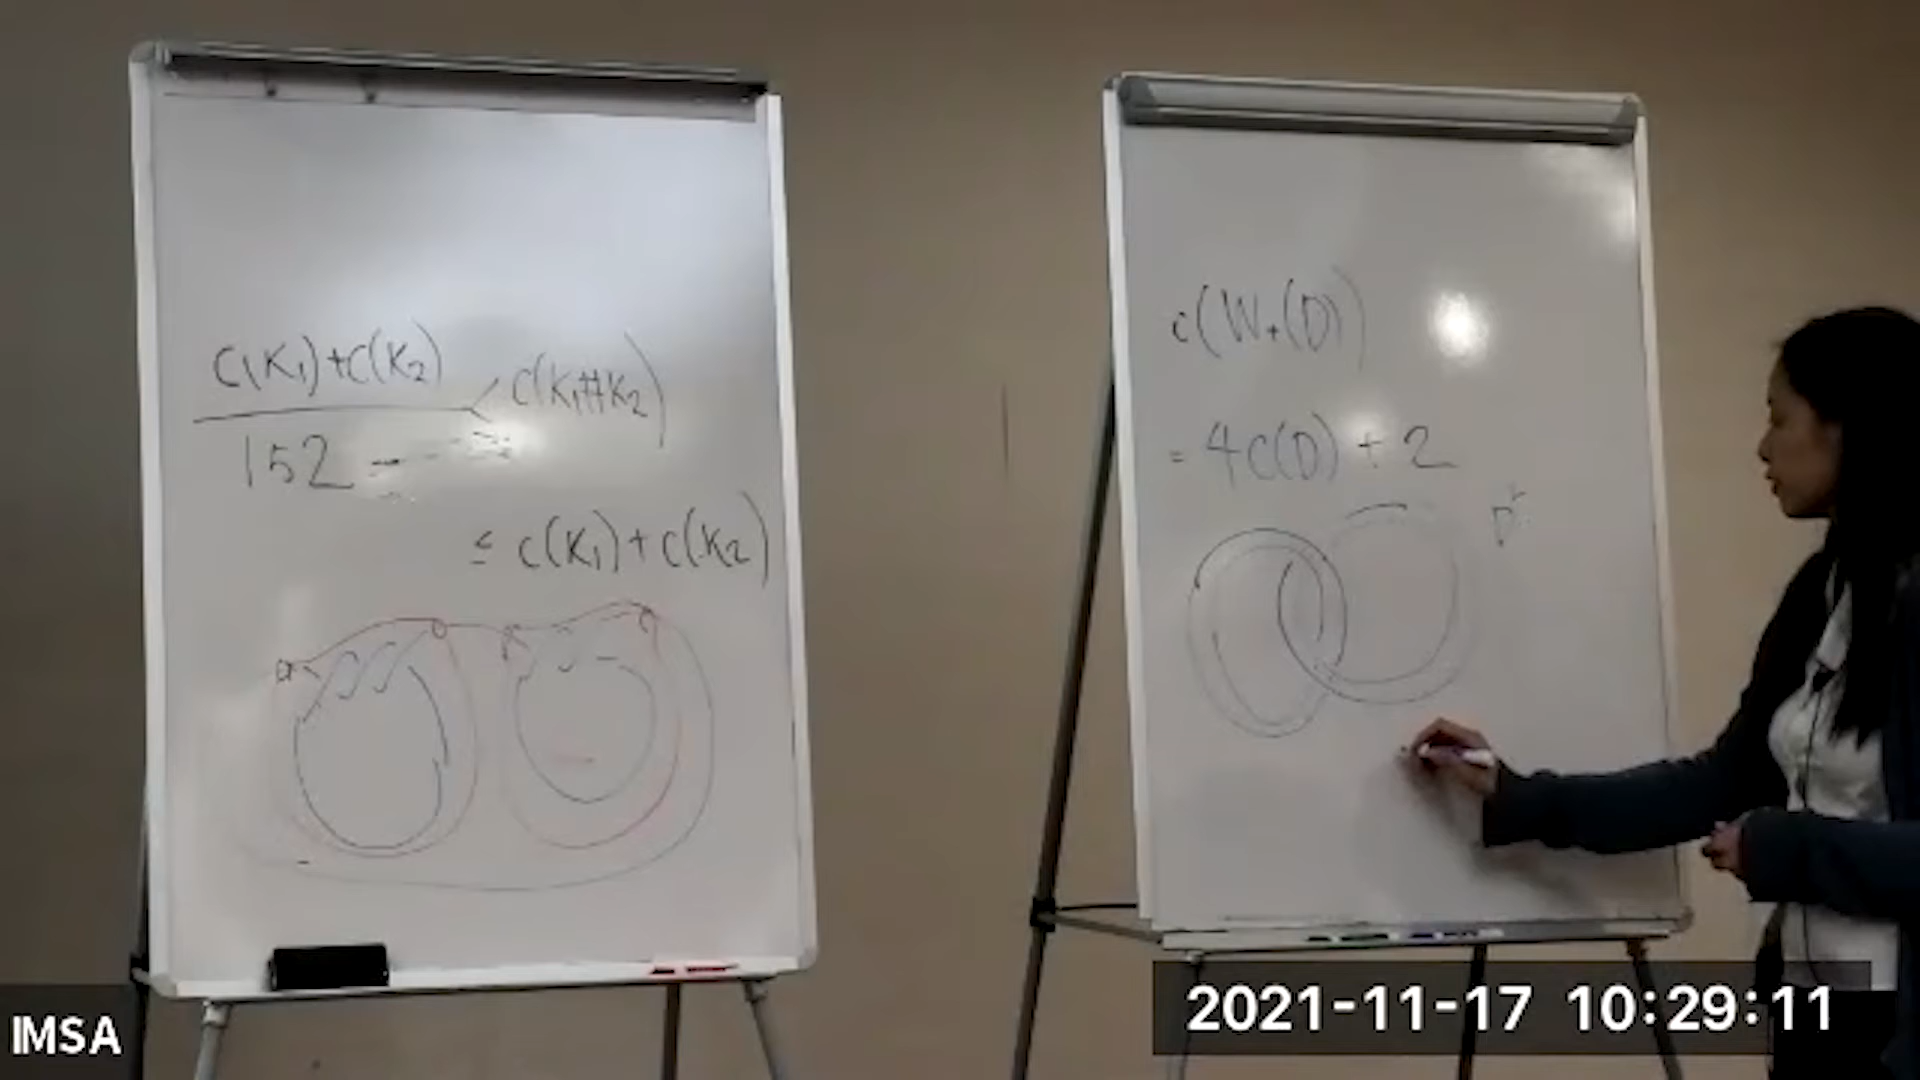 c(K₁)+c(K₂)
152
≤ c(K₁#K₂)
≤ c(K₁)+c(K₂)
c(W₊(D))
= 4c(D) + 2
IMSA
2021-11-17 10:29:11